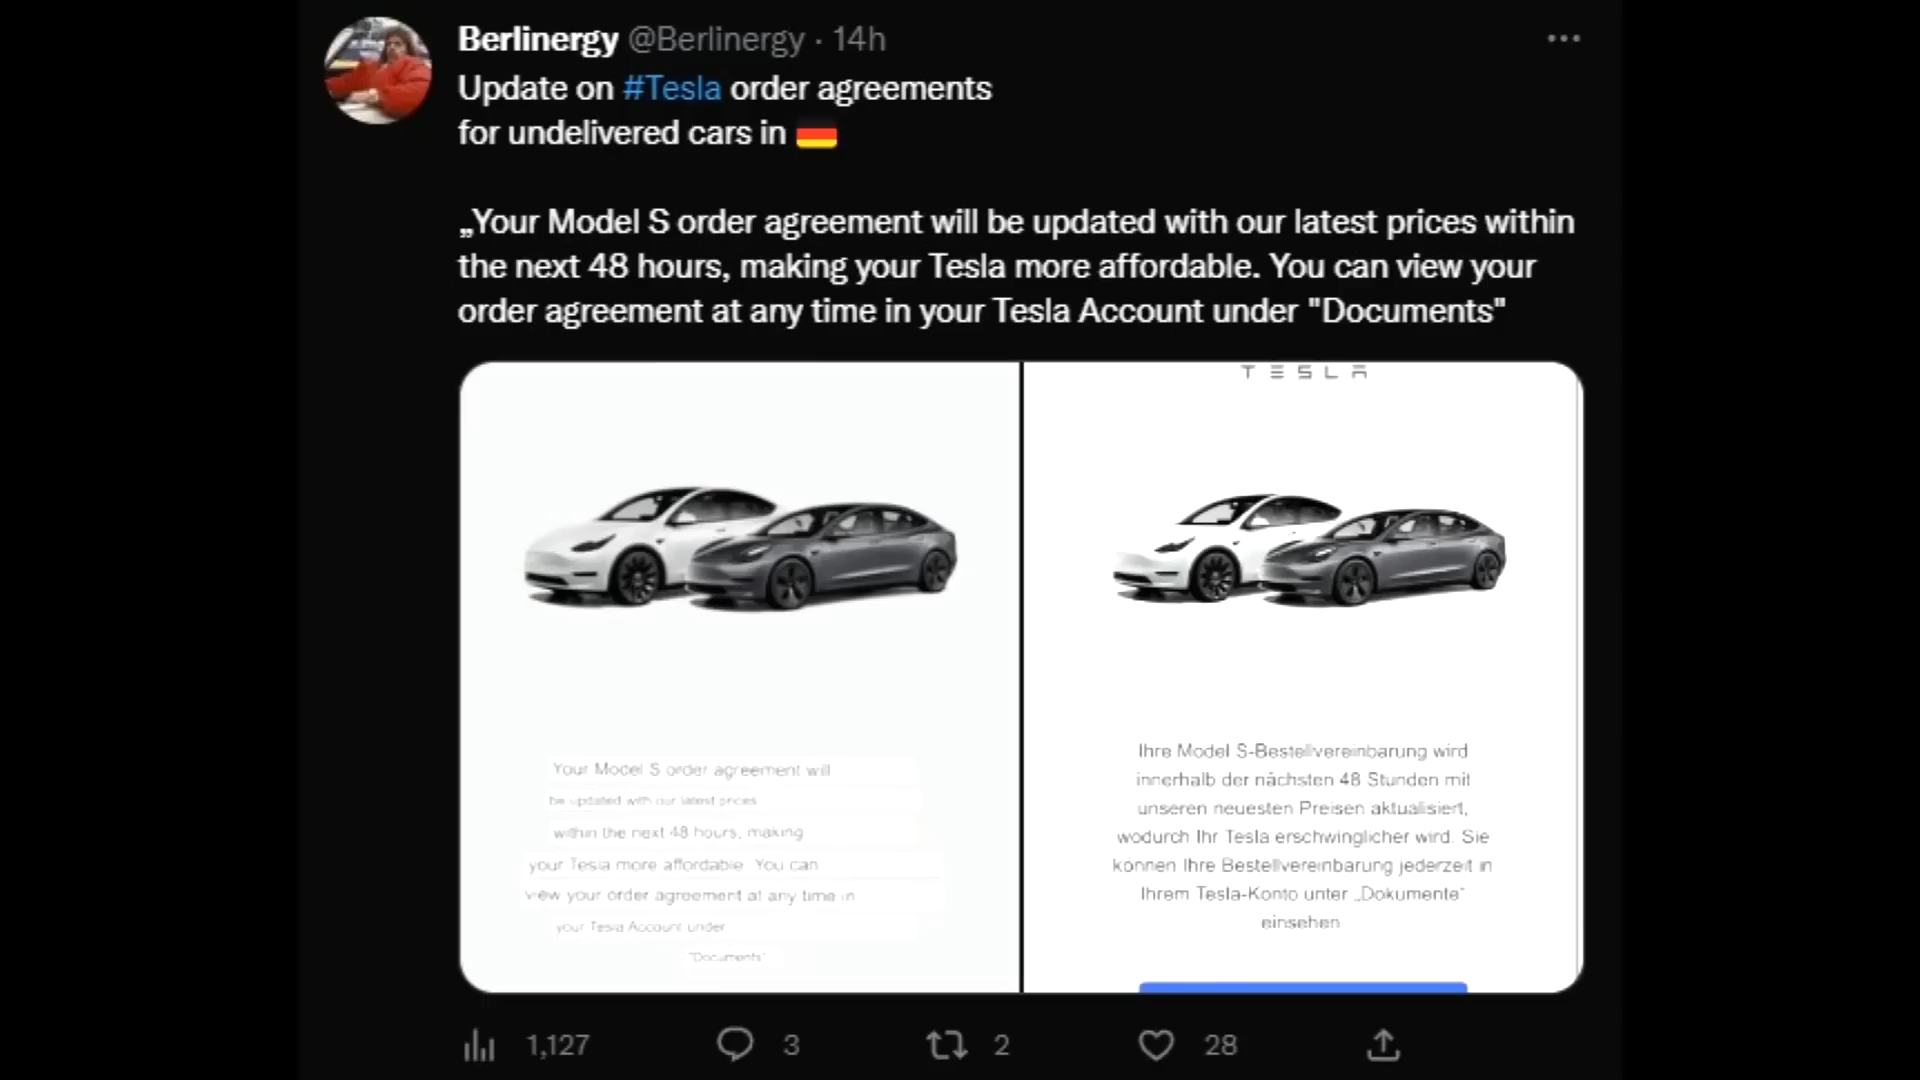 Berlinergy @Berlinergy · 14h
Update on #Tesla order agreements
for undelivered cars in
„Your Model S order agreement will be updated with our latest prices within
the next 48 hours, making your Tesla more affordable. You can view your
order agreement at any time in your Tesla Account under "Documents"
Your Model S order agreement will
be updated with our latest prices
within the next 48 hours, making
your Tesla more affordable. You can
view your order agreement at any time in
your Tesla Account under
"Documents"
TESLA
Ihre Model S-Bestellvereinbarung wird
innerhalb der nächsten 48 Stunden mit
unseren neuesten Preisen aktualisiert,
wodurch Ihr Tesla erschwinglicher wird. Sie
können Ihre Bestellvereinbarung jederzeit in
Ihrem Tesla-Konto unter „Dokumente“
einsehen
1,127 3 2 28